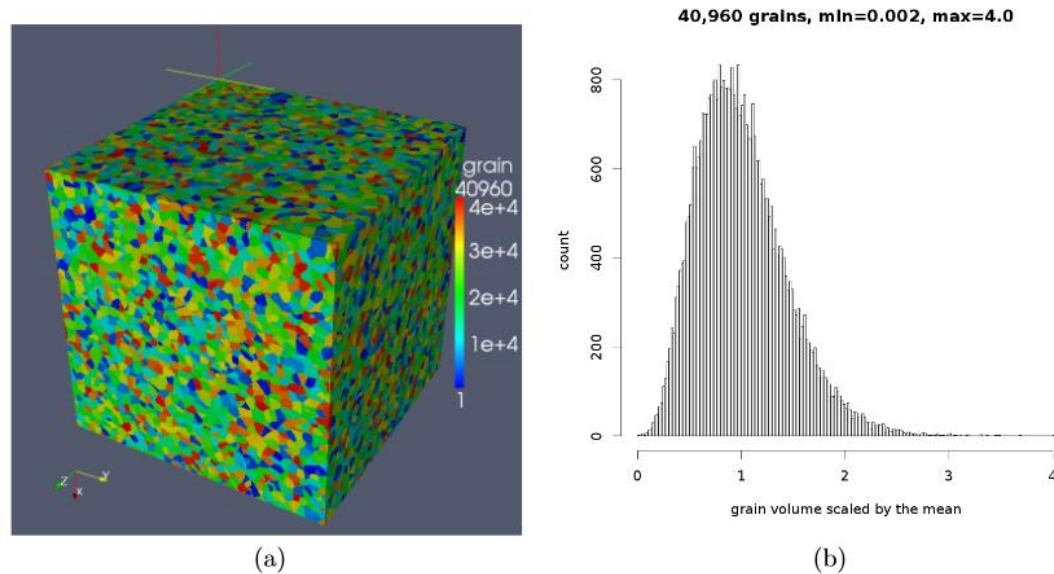 grain
40960
4e+4
3e+4
2e+4
1e+4
1
Z
Y
X
(a)
40,960 grains, min=0.002, max=4.0
count
800
600
400
200
0
0 1 2 3 4
grain volume scaled by the mean
(b)